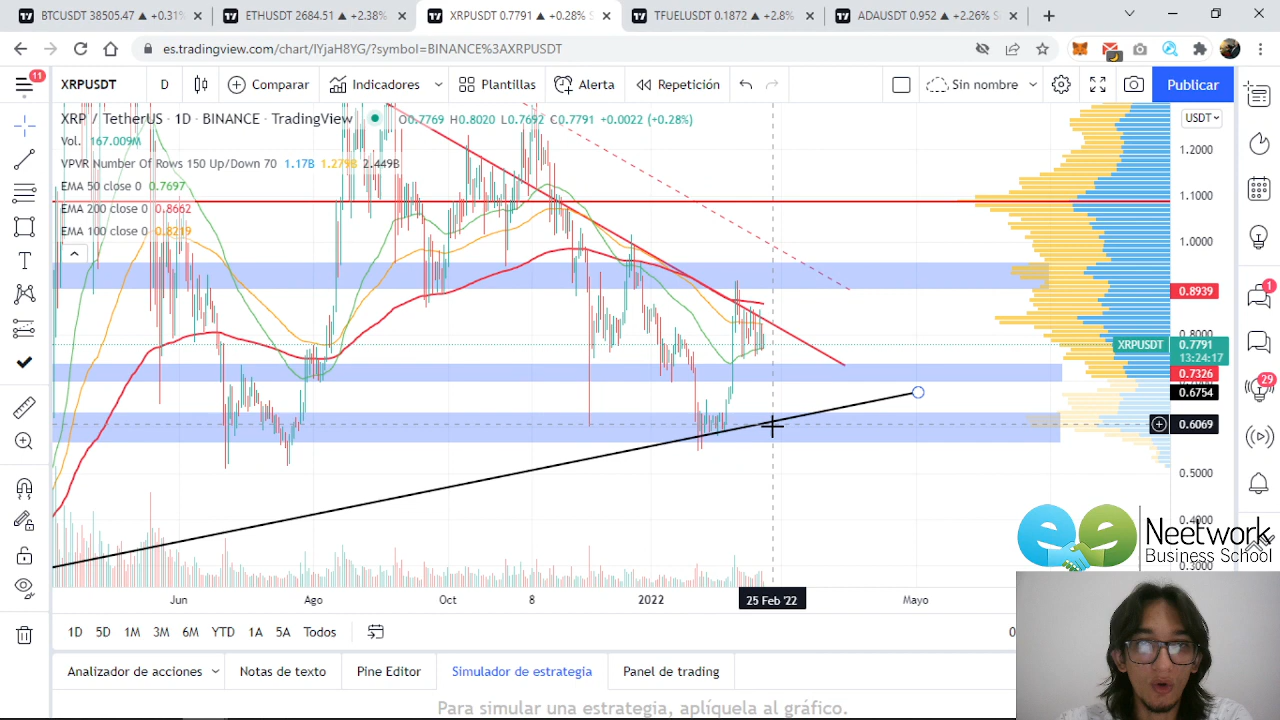 BTCUSDT 38505.47 ▲ +0.31%
ETHUSDT 2684.51 ▲ +2.38%
XRPUSDT 0.7791 ▲ +0.28% S
TFUELUSDT 0.1872 ▲ +2.8%
ADAUSDT 0.952 ▲ +2.26% S
es.tradingview.com/chart/IYjaH8YG/?symbol=BINANCE%3AXRPUSDT
11
XRPUSDT
D
Comparar
Indicadores
Plantillas
Alerta
Repetición
Sin nombre
Publicar
XRP / TetherUS · 1D · BINANCE · TradingView
H0.8020 L0.7692 C0.7791 +0.0022 (+0.28%)
USDT
Vol. 167.009M
VPVR Number Of Rows 150 Up/Down 70 1.17B 1.279B 2.449B
EMA 50 close 0 0.7697
EMA 200 close 0 0.8662
EMA 100 close 0 0.8219
1.2000
1.1000
1.0000
0.8939
0.8000
XRPUSDT 0.7791
13:24:17
0.7326
0.6754
0.6069
0.5000
0.4000
0.3000
1
29
Neetwork
Business School
Jun
Ago
Oct
8
2022
25 Feb '22
Mayo
1D 5D 1M 3M 6M YTD 1A 5A Todos
Analizador de acciones
Notas de texto
Pine Editor
Simulador de estrategia
Panel de trading
Para simular una estrategia, aplíquela al gráfico.